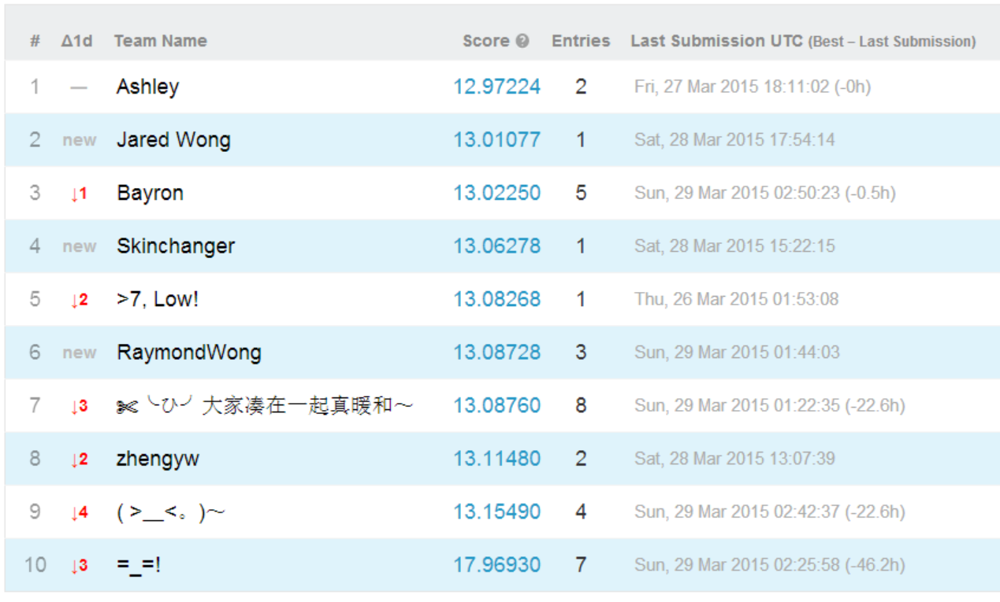 # Δ1d Team Name Score Entries Last Submission UTC (Best – Last Submission)
1 — Ashley 12.97224 2 Fri, 27 Mar 2015 18:11:02 (-0h)
2 new Jared Wong 13.01077 1 Sat, 28 Mar 2015 17:54:14
3 ↓1 Bayron 13.02250 5 Sun, 29 Mar 2015 02:50:23 (-0.5h)
4 new Skinchanger 13.06278 1 Sat, 28 Mar 2015 15:22:15
5 ↓2 >7, Low! 13.08268 1 Thu, 26 Mar 2015 01:53:08
6 new RaymondWong 13.08728 3 Sun, 29 Mar 2015 01:44:03
7 ↓3 ✄ ╰ひ╯ 大家凑在一起真暖和～ 13.08760 8 Sun, 29 Mar 2015 01:22:35 (-22.6h)
8 ↓2 zhengyw 13.11480 2 Sat, 28 Mar 2015 13:07:39
9 ↓4 ( >__<。)～ 13.15490 4 Sun, 29 Mar 2015 02:42:37 (-22.6h)
10 ↓3 =_=! 17.96930 7 Sun, 29 Mar 2015 02:25:58 (-46.2h)